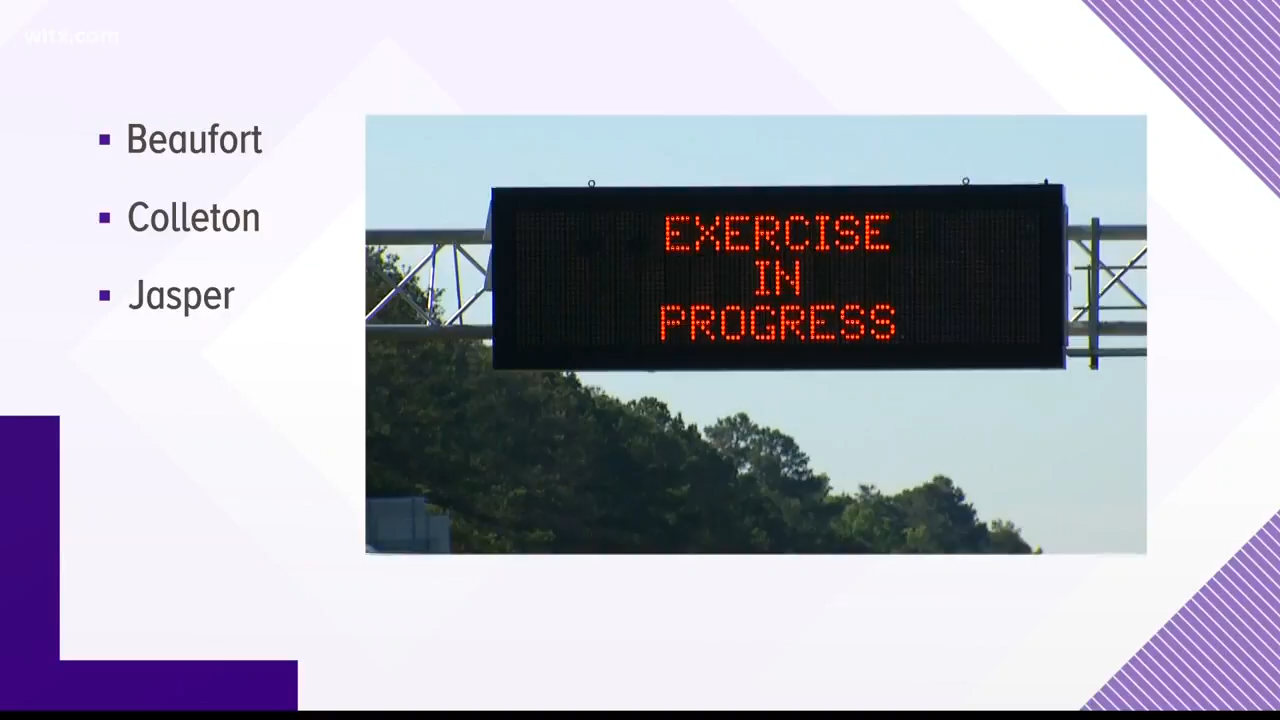 wltx.com
Beaufort
Colleton
Jasper
EXERCISE
IN
PROGRESS